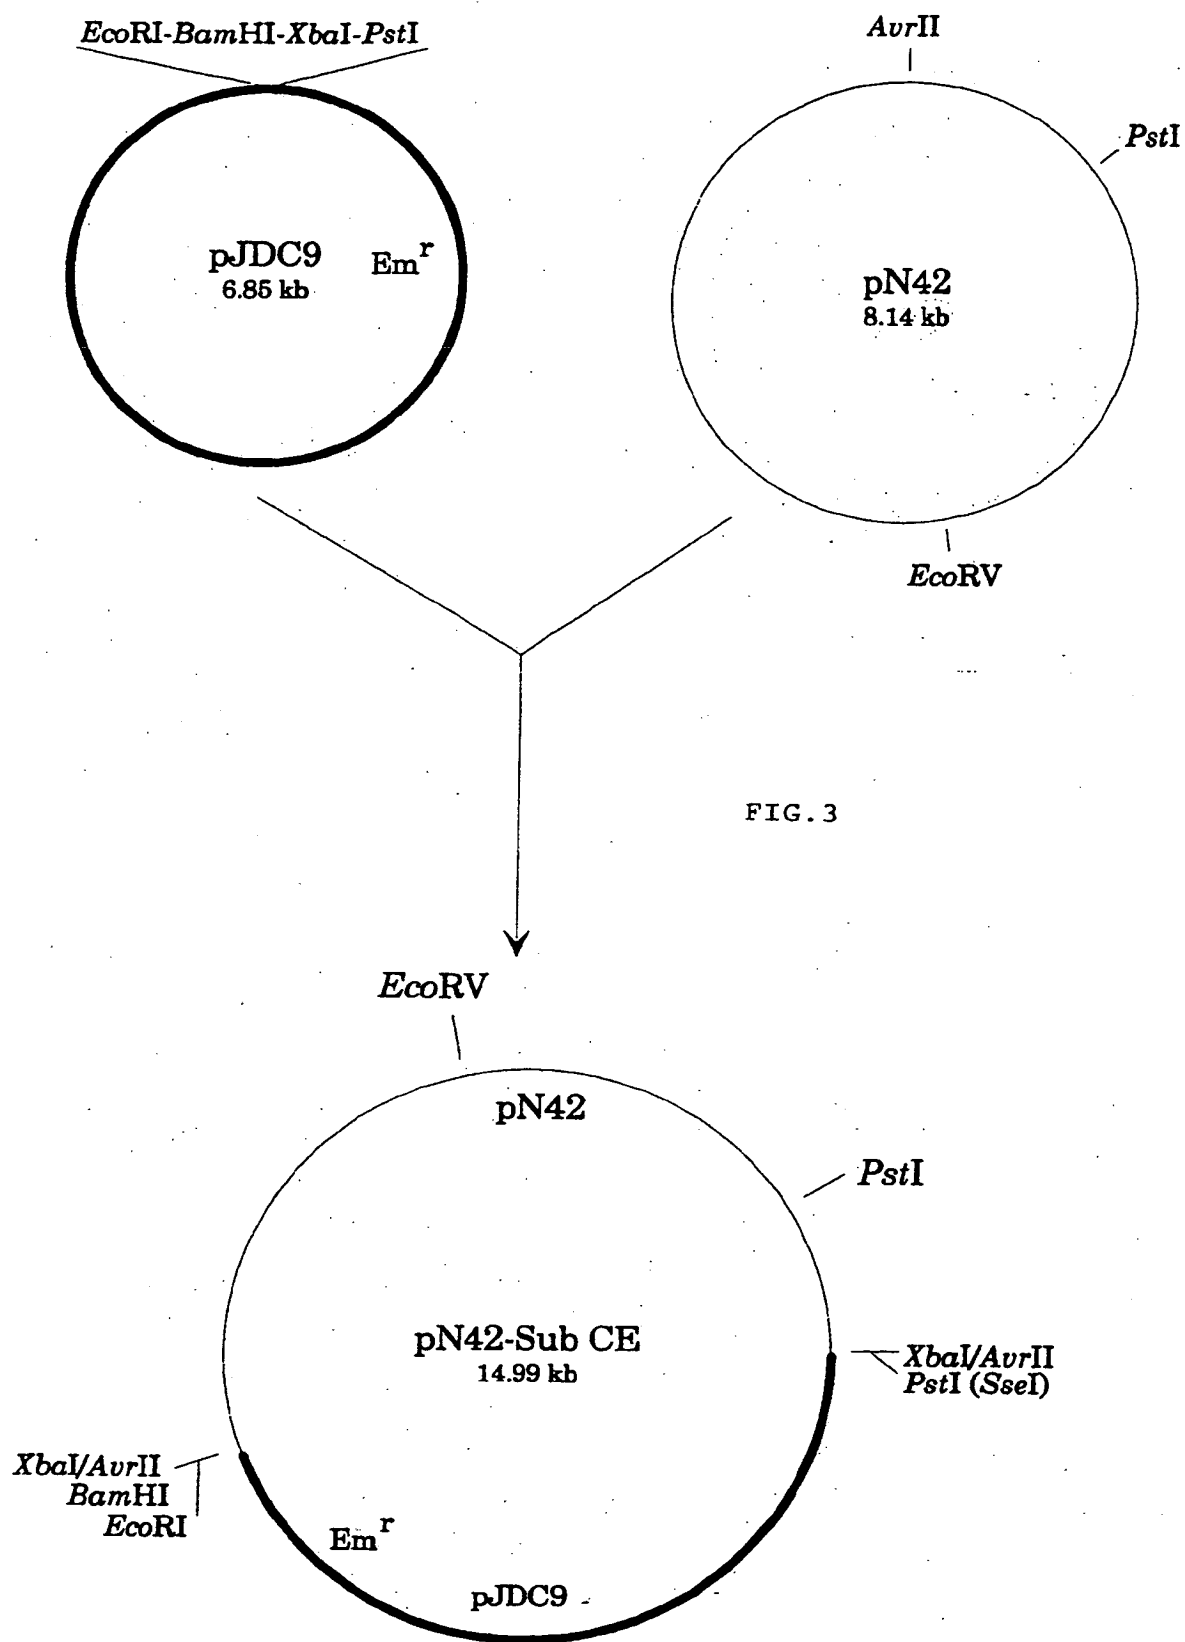 EcoRI-BamHI-XbaI-PstI
AvrII
PstI
pJDC9
6.85 kb
Em^r
pN42
8.14 kb
EcoRV
FIG.3
EcoRV
pN42
PstI
pN42-Sub CE
14.99 kb
XbaI/AvrII
PstI (SseI)
XbaI/AvrII
BamHI
EcoRI
Em^r
pJDC9